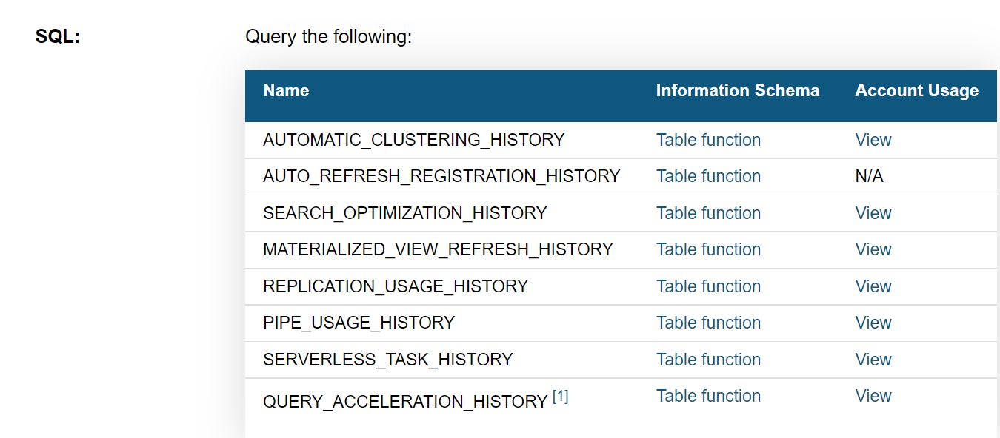 SQL: Query the following:
Name Information Schema Account Usage
AUTOMATIC_CLUSTERING_HISTORY Table function View
AUTO_REFRESH_REGISTRATION_HISTORY Table function N/A
SEARCH_OPTIMIZATION_HISTORY Table function View
MATERIALIZED_VIEW_REFRESH_HISTORY Table function View
REPLICATION_USAGE_HISTORY Table function View
PIPE_USAGE_HISTORY Table function View
SERVERLESS_TASK_HISTORY Table function View
QUERY_ACCELERATION_HISTORY [1] Table function View